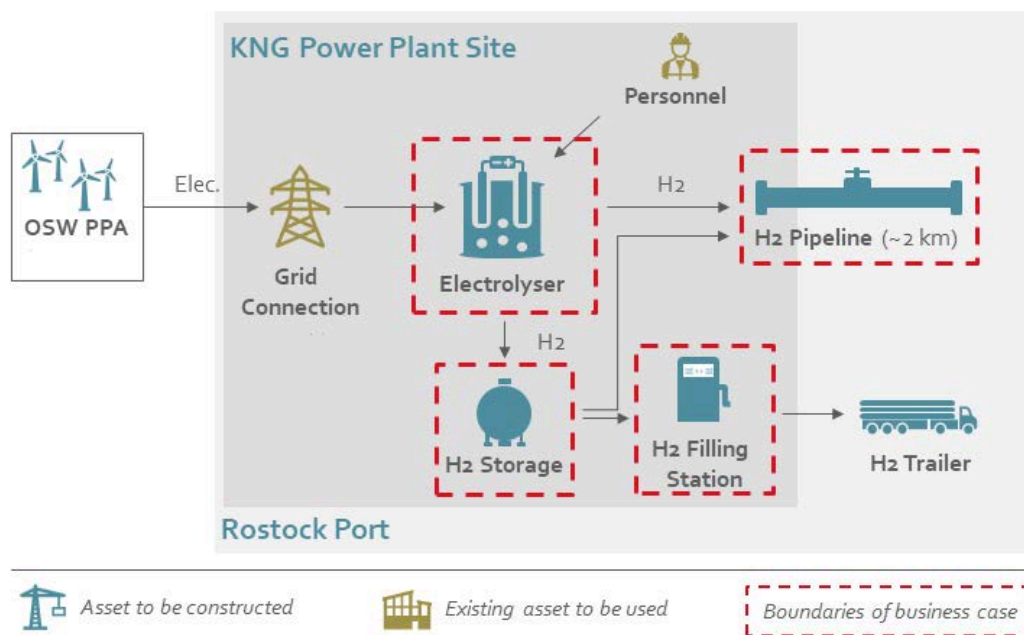 KNG Power Plant Site
Personnel
OSW PPA
Elec.
Grid
Connection
Electrolyser
H2
H2 Pipeline (~2 km)
H2
H2 Storage
H2 Filling
Station
H2 Trailer
Rostock Port
Asset to be constructed
Existing asset to be used
Boundaries of business case